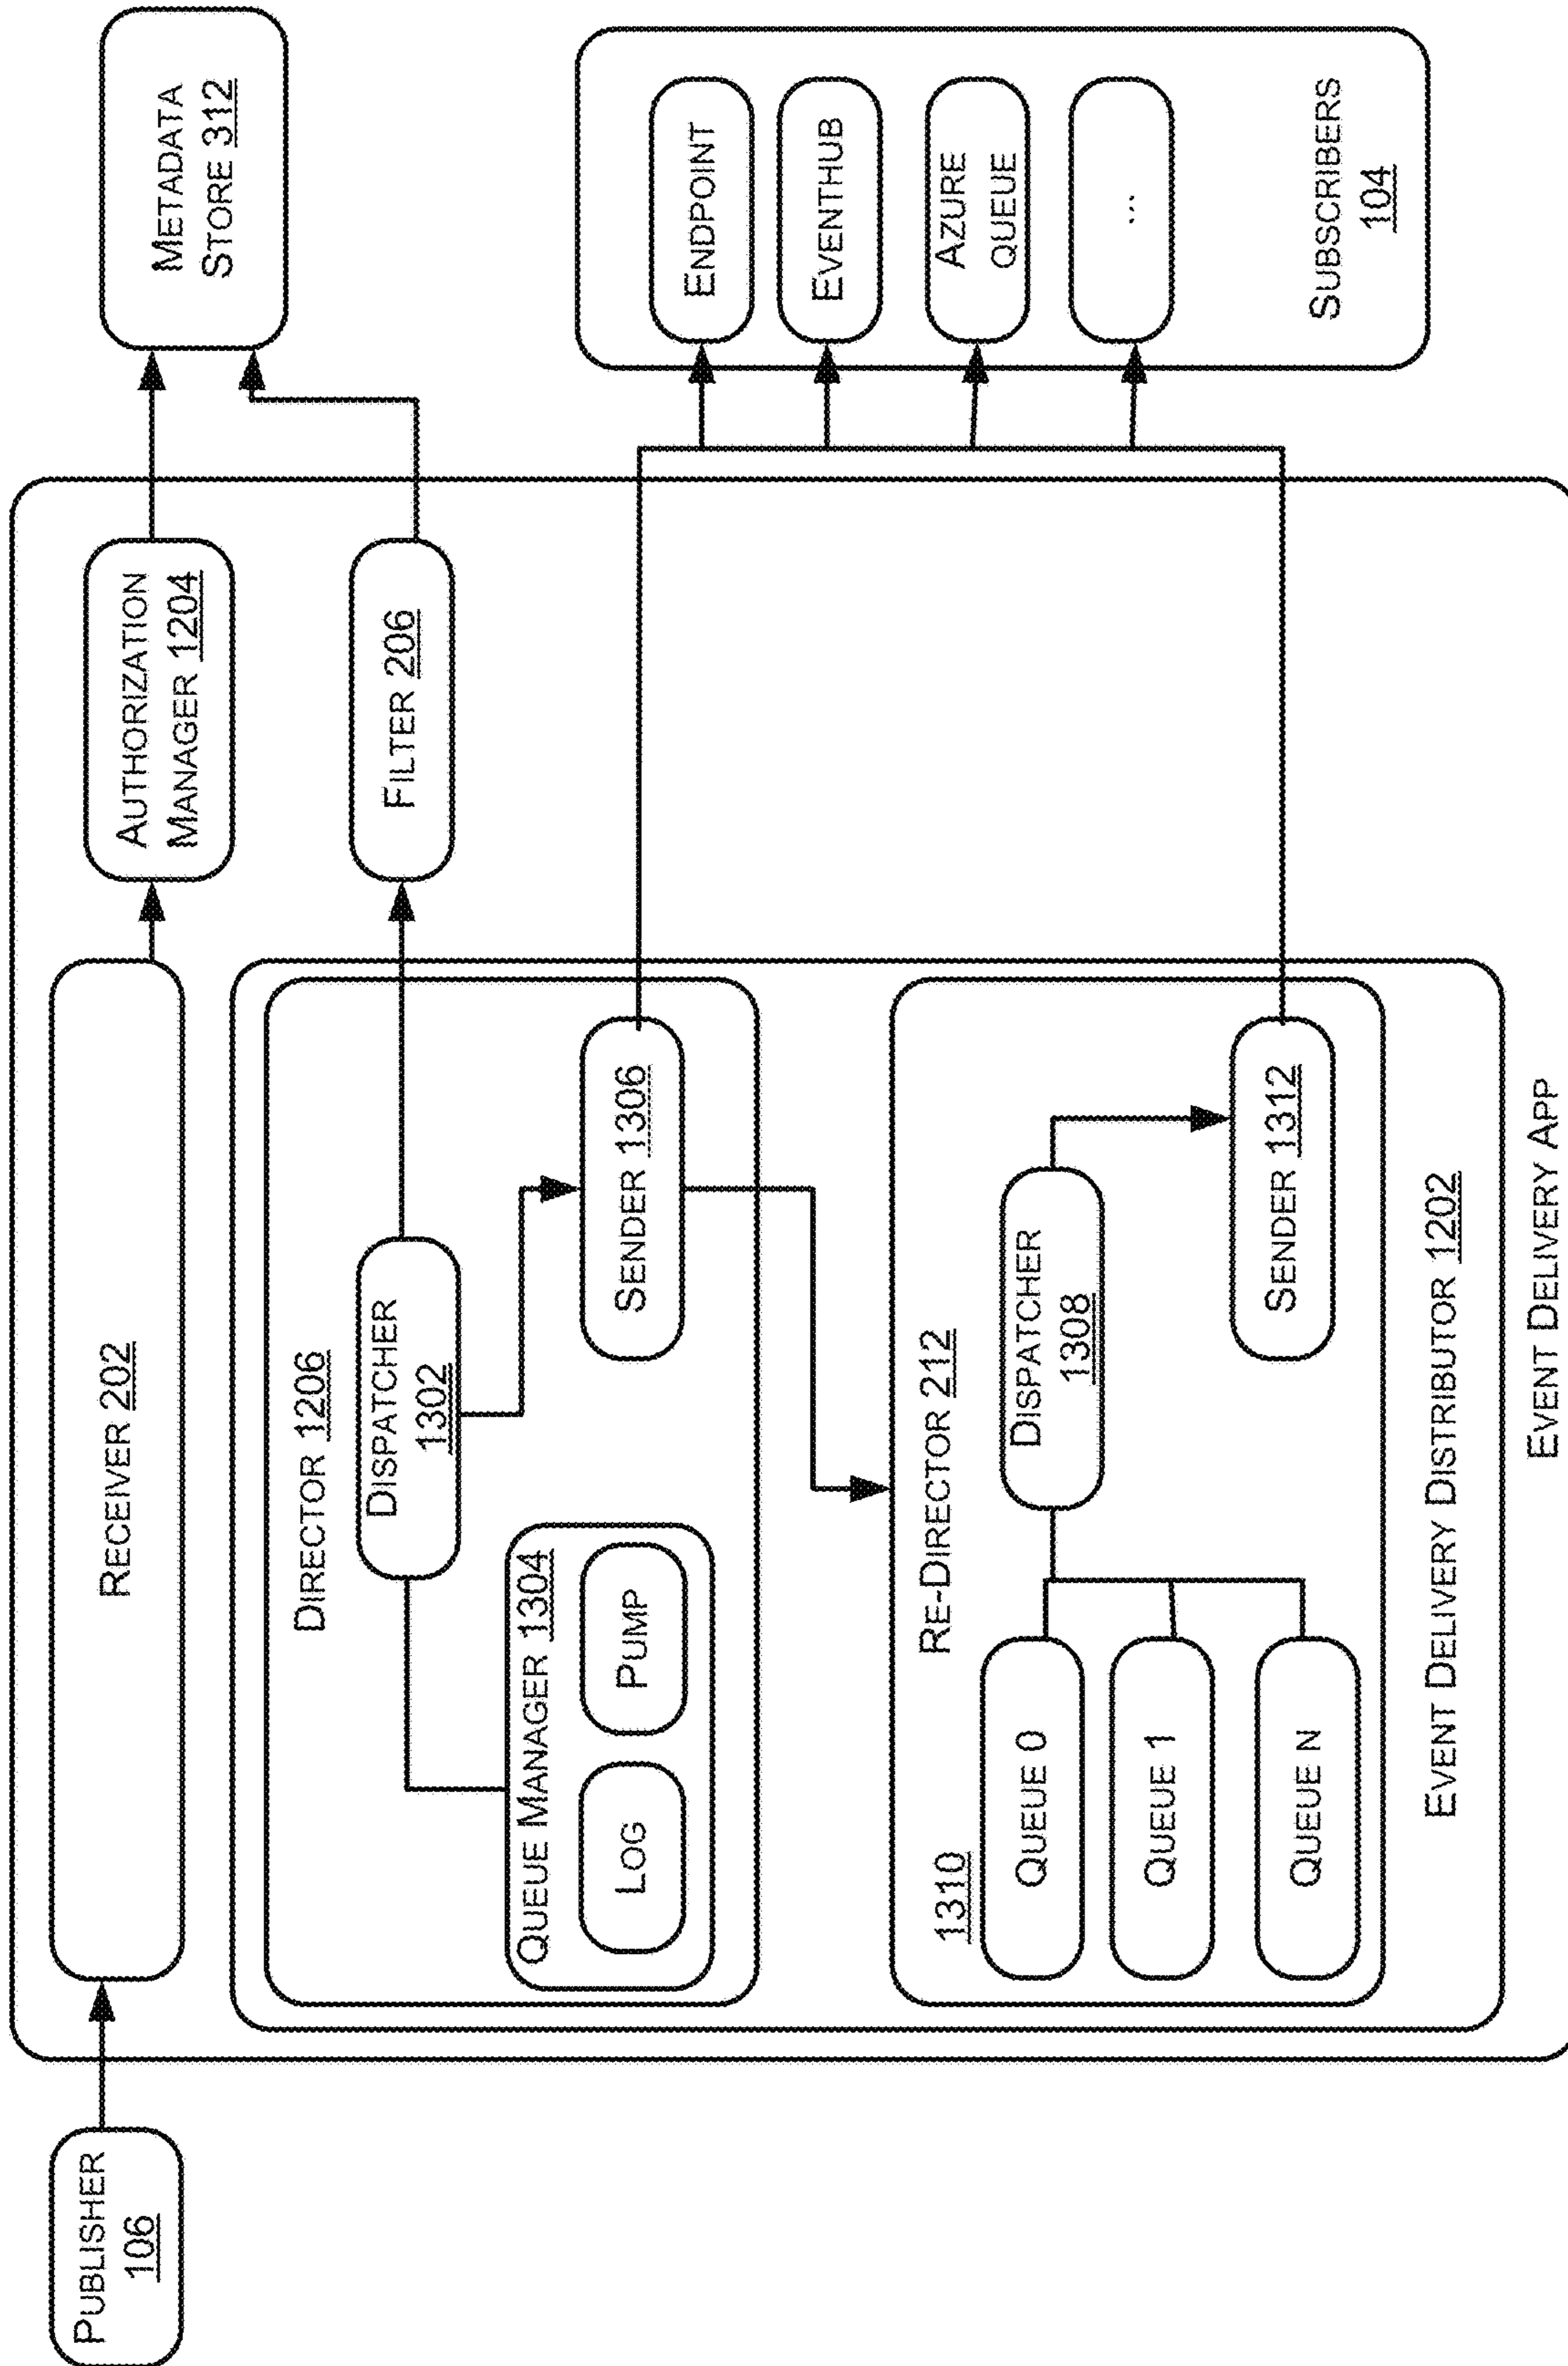 PUBLISHER
106
RECEIVER 202
AUTHORIZATION
MANAGER 1204
METADATA
STORE 312
DIRECTOR 1206
DISPATCHER
1302
FILTER 206
QUEUE MANAGER 1304
LOG
PUMP
SENDER 1306
RE-DIRECTOR 212
1310
QUEUE 0
QUEUE 1
QUEUE N
DISPATCHER
1308
SENDER 1312
EVENT DELIVERY DISTRIBUTOR 1202
EVENT DELIVERY APP
ENDPOINT
EVENTHUB
AZURE
QUEUE
...
SUBSCRIBERS
104